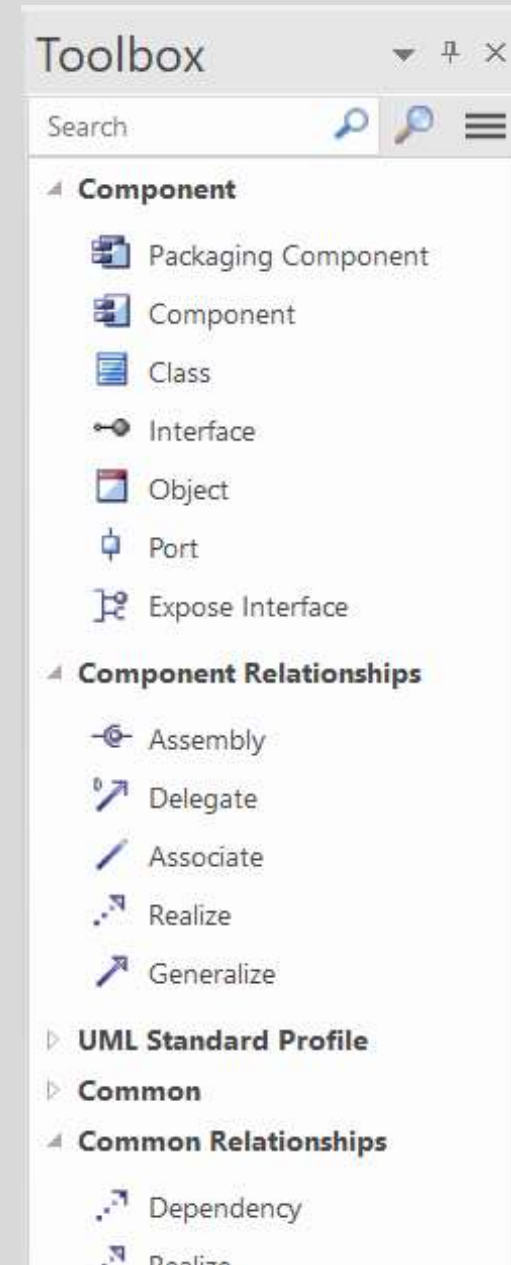 Toolbox
Search
Component
Packaging Component
Component
Class
Interface
Object
Port
Expose Interface
Component Relationships
Assembly
Delegate
Associate
Realize
Generalize
UML Standard Profile
Common
Common Relationships
Dependency
Realize